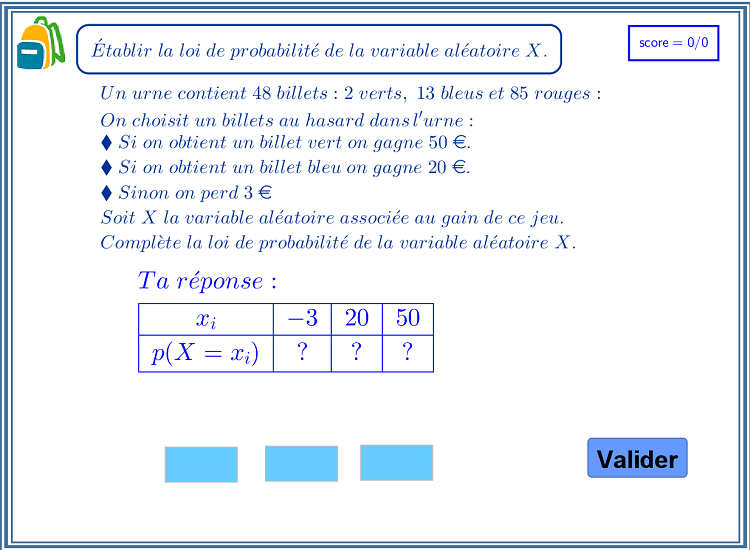 Établir la loi de probabilité de la variable aléatoire X.
score = 0/0
Un urne contient 48 billets : 2 verts, 13 bleus et 85 rouges :
On choisit un billets au hasard dans l'urne :
♦ Si on obtient un billet vert on gagne 50 €.
♦ Si on obtient un billet bleu on gagne 20 €.
♦ Sinon on perd 3 €
Soit X la variable aléatoire associée au gain de ce jeu.
Complète la loi de probabilité de la variable aléatoire X.
Ta réponse :
xᵢ −3 20 50
p(X = xᵢ) ? ? ?
Valider